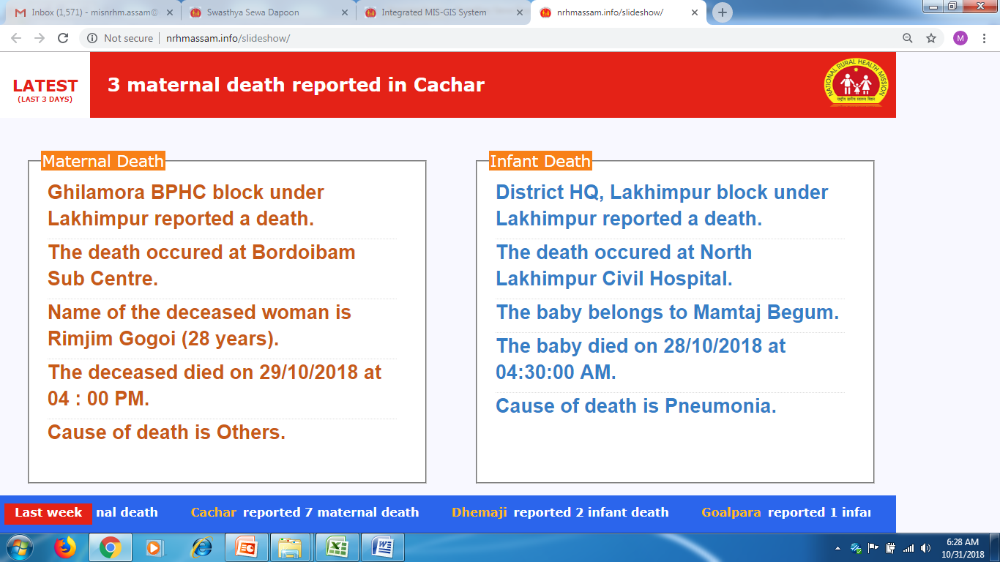 Inbox (1,571) - misnrhm.assam@
Swasthya Sewa Dapoon
Integrated MIS-GIS System
nrhmassam.info/slideshow/
Not secure
nrhmassam.info/slideshow/
M
LATEST
(LAST 3 DAYS)
3 maternal death reported in Cachar
NATIONAL RURAL HEALTH MISSION
Maternal Death
Ghilamora BPHC block under
Lakhimpur reported a death.
The death occured at Bordoibam
Sub Centre.
Name of the deceased woman is
Rimjim Gogoi (28 years).
The deceased died on 29/10/2018 at
04 : 00 PM.
Cause of death is Others.
Infant Death
District HQ, Lakhimpur block under
Lakhimpur reported a death.
The death occured at North
Lakhimpur Civil Hospital.
The baby belongs to Mamtaj Begum.
The baby died on 28/10/2018 at
04:30:00 AM.
Cause of death is Pneumonia.
Last week nal death Cachar reported 7 maternal death Dhemaji reported 2 infant death Goalpara reported 1 infan
6:28 AM
10/31/2018